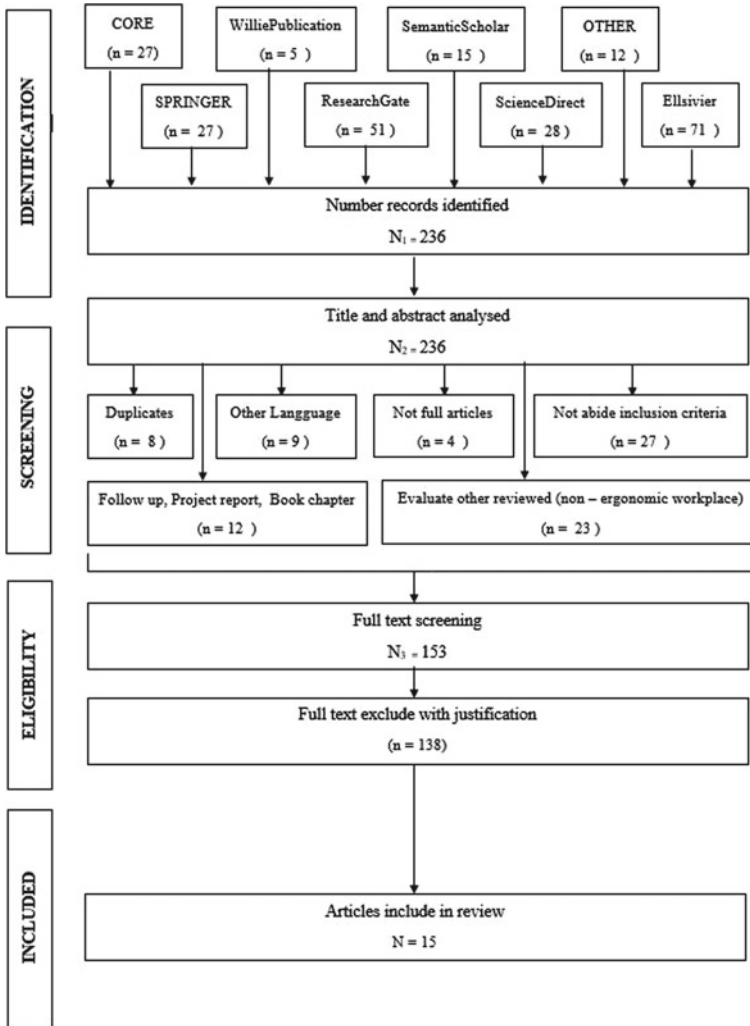 IDENTIFICATION
CORE
(n = 27)
WilliePublication
(n = 5 )
SemanticScholar
(n = 15 )
OTHER
(n = 12 )
SPRINGER
(n = 27 )
ResearchGate
(n = 51 )
ScienceDirect
(n = 28 )
Ellsivier
(n = 71 )
Number records identified
N₁ = 236
SCREENING
Title and abstract analysed
N₂ = 236
Duplicates
(n = 8 )
Other Langguage
(n = 9 )
Not full articles
(n = 4 )
Not abide inclusion criteria
(n = 27 )
Follow up, Project report, Book chapter
(n = 12 )
Evaluate other reviewed (non – ergonomic workplace)
(n = 23 )
ELIGIBILITY
Full text screening
N₃ = 153
Full text exclude with justification
(n = 138)
INCLUDED
Articles include in review
N = 15